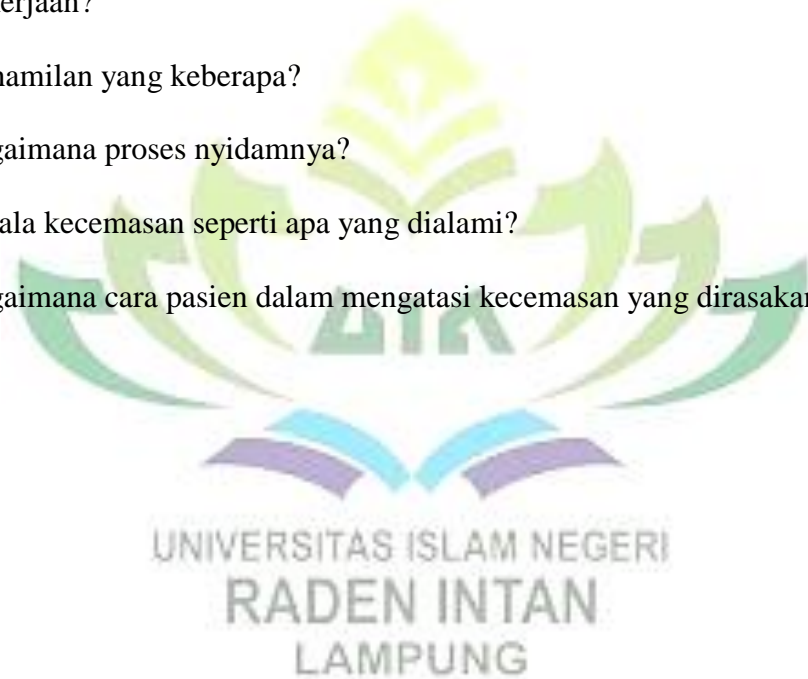 erjaan?
hamilan yang keberapa?
gaimana proses nyidamnya?
ala kecemasan seperti apa yang dialami?
gaimana cara pasien dalam mengatasi kecemasan yang dirasakan
UNIVERSITAS ISLAM NEGERI
RADEN INTAN
LAMPUNG